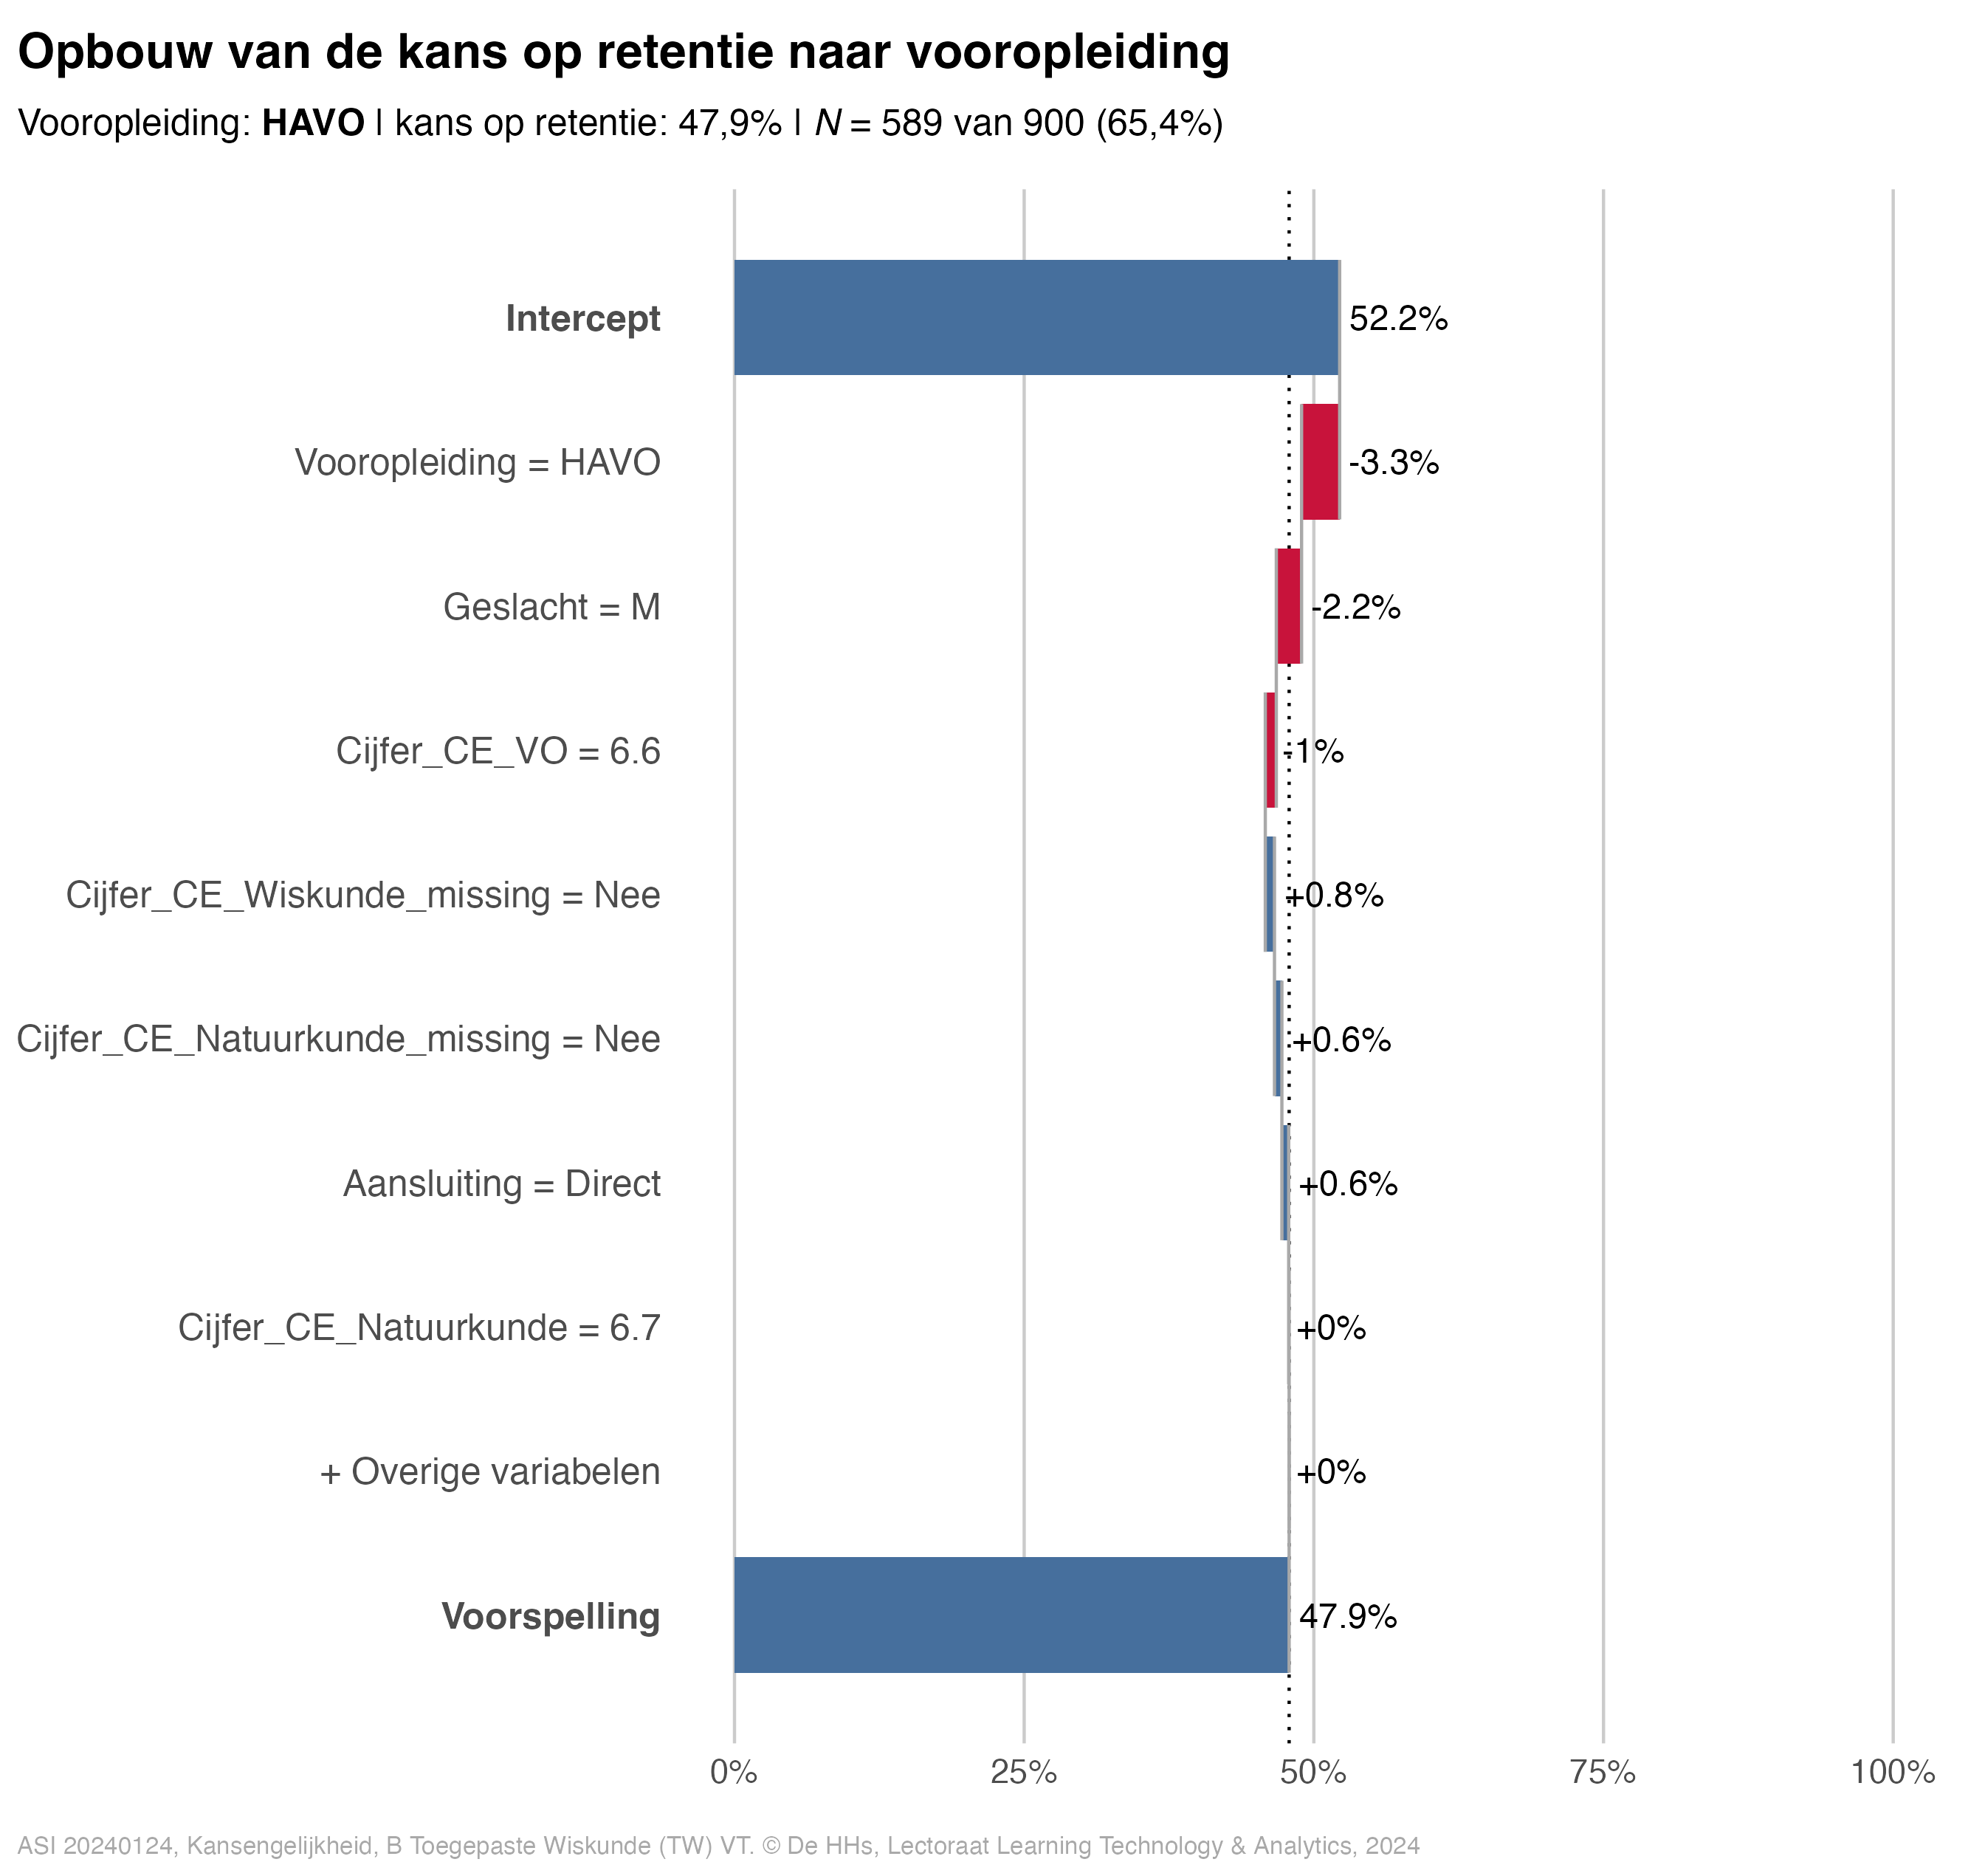 Opbouw van de kans op retentie naar vooropleiding
Vooropleiding: HAVO | kans op retentie: 47,9% | N = 589 van 900 (65,4%)
Intercept 52.2%
Vooropleiding = HAVO -3.3%
Geslacht = M -2.2%
Cijfer_CE_VO = 6.6 -1%
Cijfer_CE_Wiskunde_missing = Nee +0.8%
Cijfer_CE_Natuurkunde_missing = Nee +0.6%
Aansluiting = Direct +0.6%
Cijfer_CE_Natuurkunde = 6.7 +0%
+ Overige variabelen +0%
Voorspelling 47.9%
0% 25% 50% 75% 100%
ASI 20240124, Kansengelijkheid, B Toegepaste Wiskunde (TW) VT. © De HHs, Lectoraat Learning Technology & Analytics, 2024